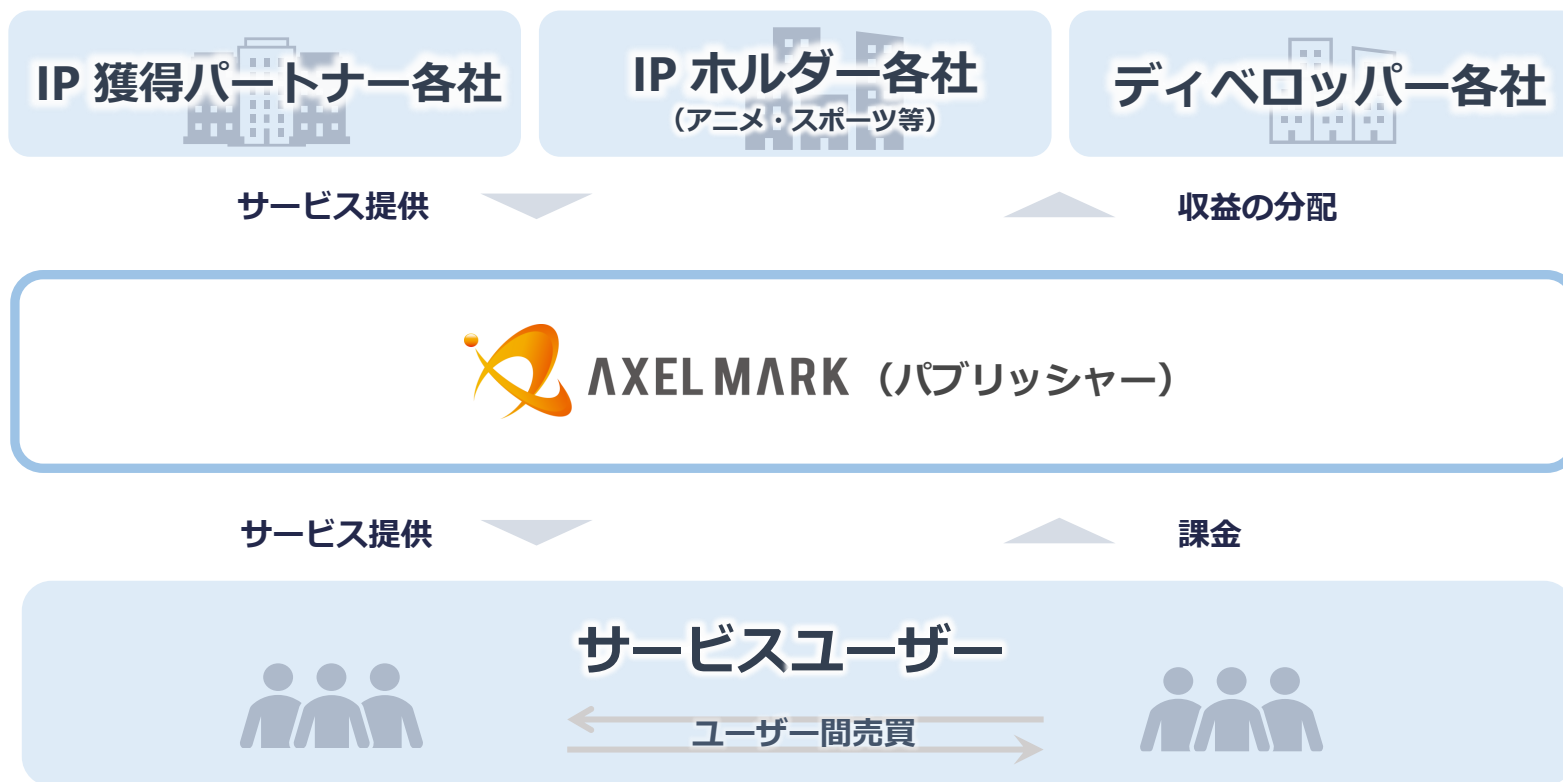 IP 獲得パートナー各社
IP ホルダー各社
（アニメ・スポーツ等）
ディベロッパー各社
サービス提供
収益の分配
AXEL MARK （パブリッシャー）
サービス提供
課金
サービスユーザー
ユーザー間売買